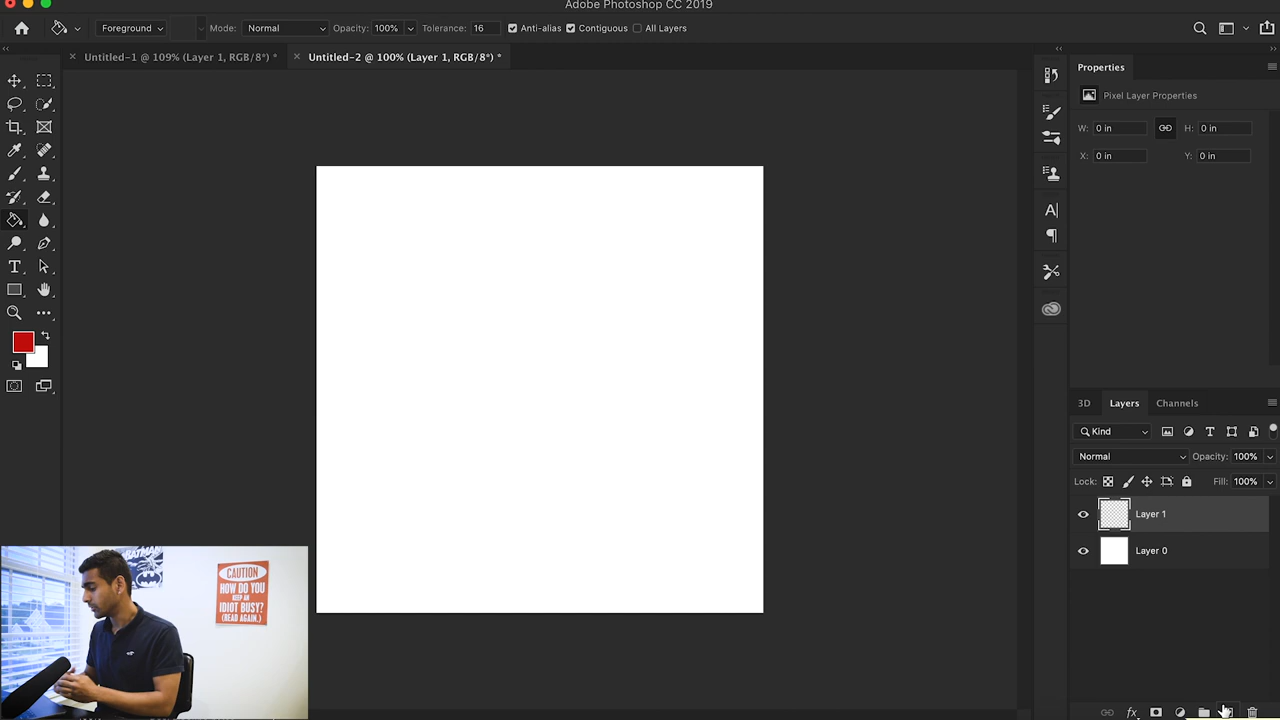 Adobe Photoshop CC 2019
Foreground Mode: Normal Opacity: 100% Tolerance: 16 Anti-alias Contiguous All Layers
Untitled-1 @ 109% (Layer 1, RGB/8*) * Untitled-2 @ 100% (Layer 1, RGB/8*) *
Properties
Pixel Layer Properties
W: 0 in H: 0 in
X: 0 in Y: 0 in
3D Layers Channels
Kind
Normal Opacity: 100%
Lock: Fill: 100%
Layer 1
Layer 0
BATMAN
CAUTION
HOW DO YOU
KEEP AN
IDIOT BUSY?
(READ AGAIN.)